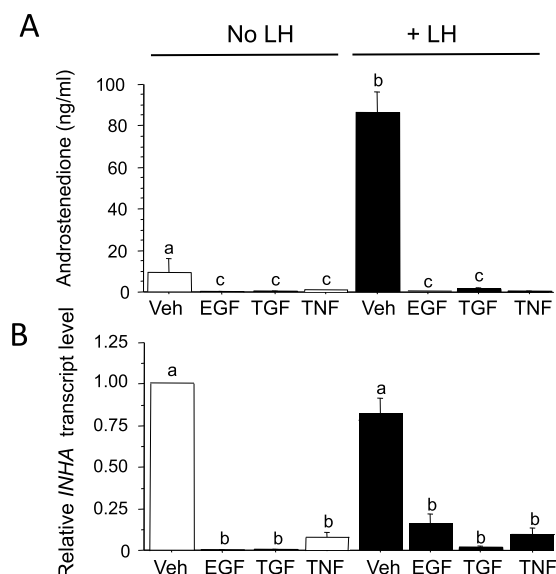 A
No LH + LH
Androstenedione (ng/ml)
100
80
60
40
20
0
a
c
c
c
b
c
c
Veh EGF TGF TNF Veh EGF TGF TNF
B
Relative INHA transcript level
1.25
1.00
0.75
0.50
0.25
0
a
b
b
b
a
b
b
b
Veh EGF TGF TNF Veh EGF TGF TNF